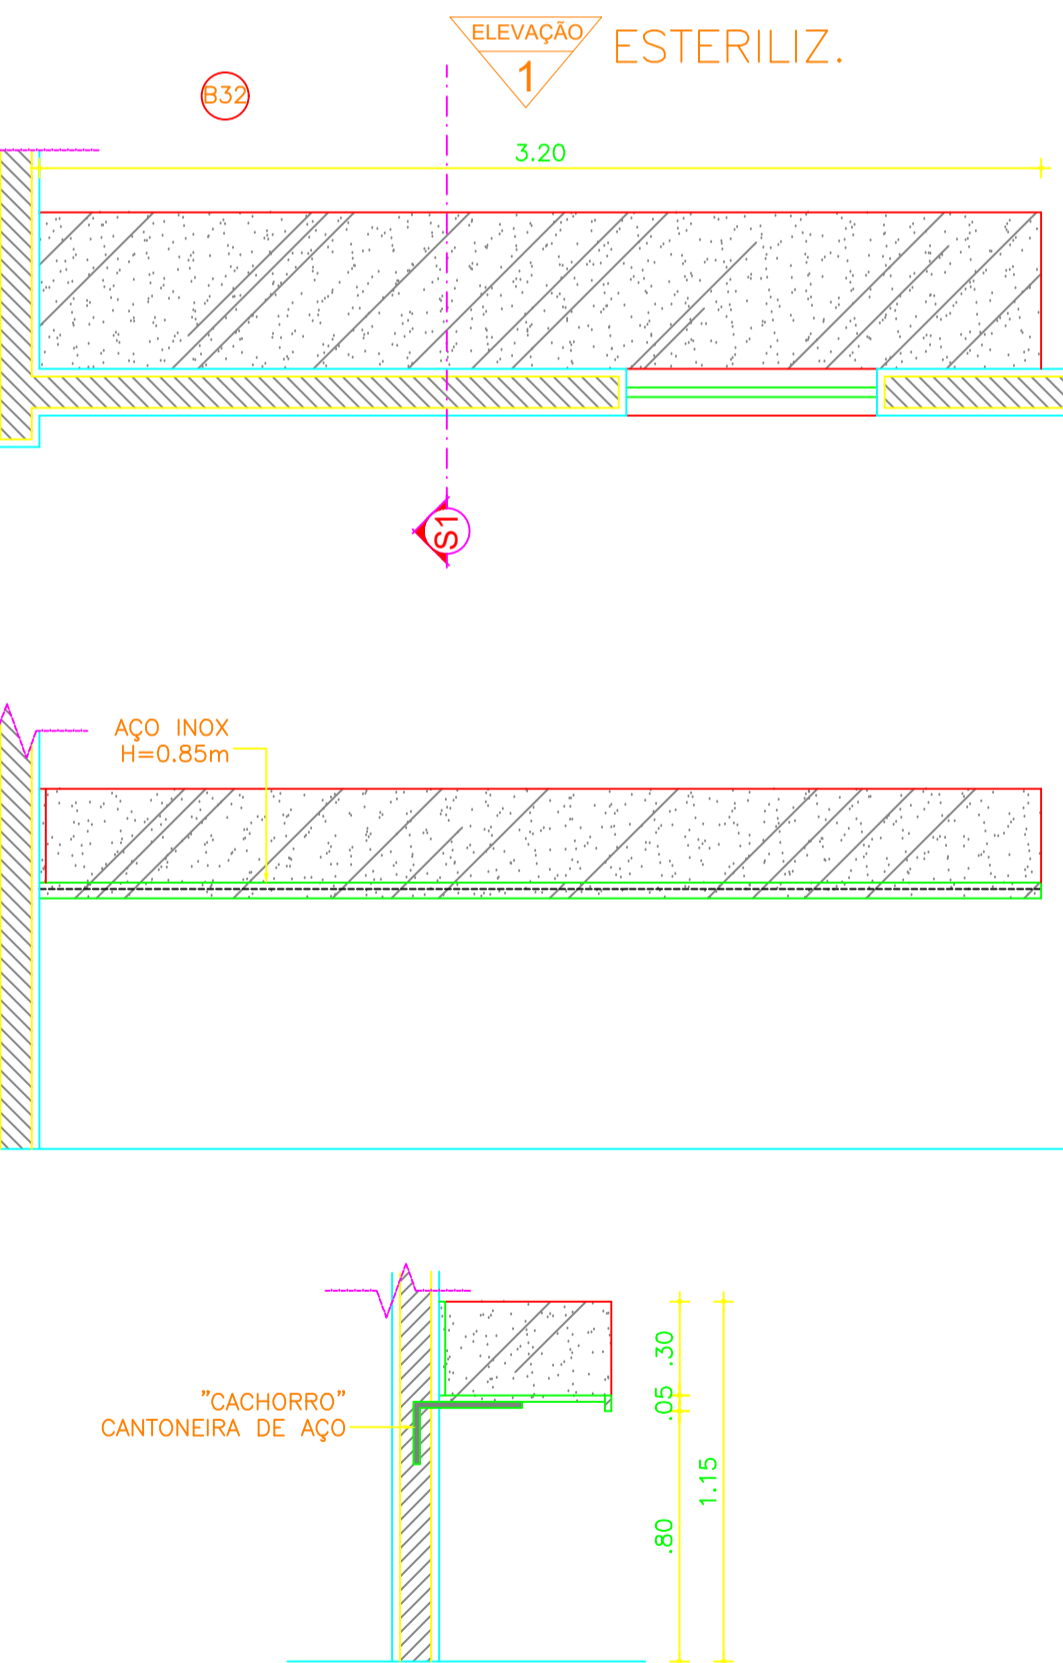 ELEVAÇÃO
1
ESTERILIZ.
B32
3.20
S1
AÇO INOX
H=0.85m
"CACHORRO"
CANTONEIRA DE AÇO
.30
.05
.80
1.15